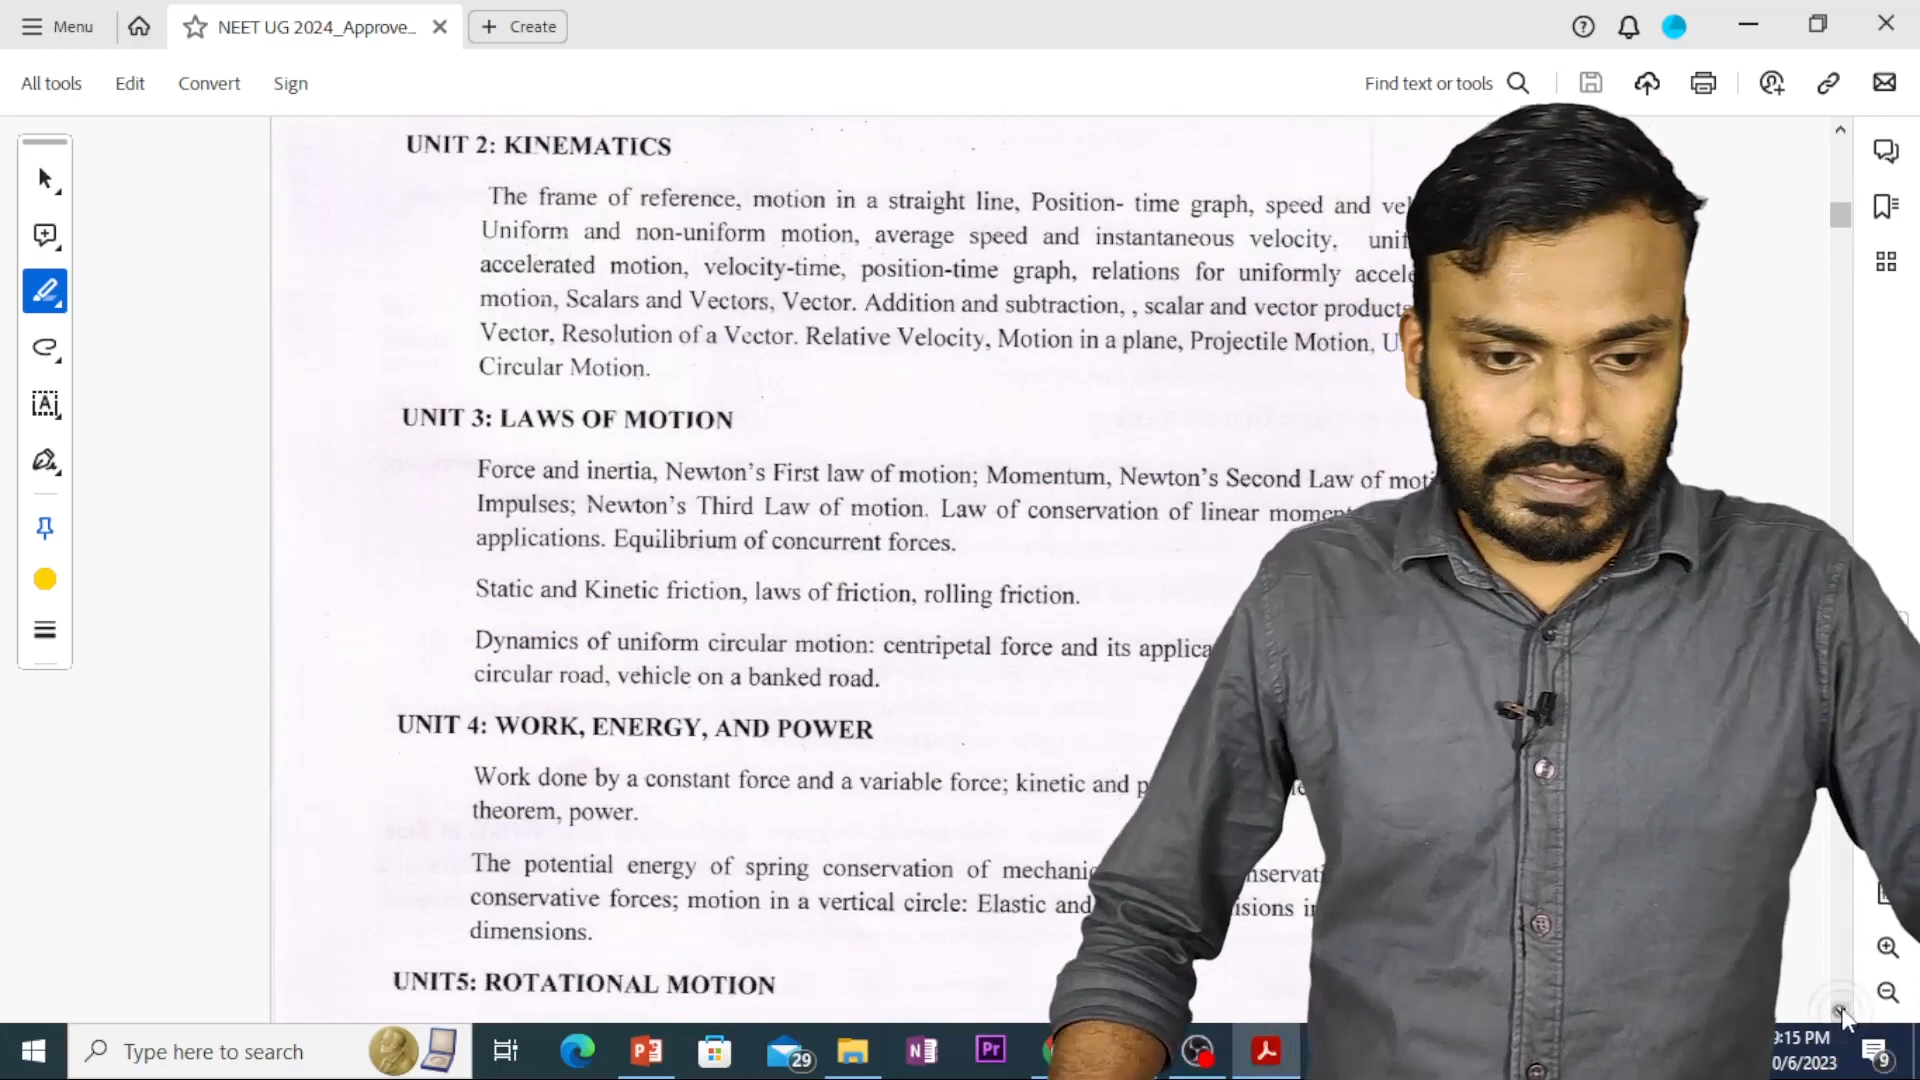 Menu
NEET UG 2024_Approve...
Create
All tools
Edit
Convert
Sign
Find text or tools
UNIT 2: KINEMATICS
The frame of reference, motion in a straight line, Position- time graph, speed and
Uniform and non-uniform motion, average speed and instantaneous velocity,
accelerated motion, velocity-time, position-time graph, relations for uniformly
motion, Scalars and Vectors, Vector. Addition and subtraction, , scalar and vector products
Vector, Resolution of a Vector. Relative Velocity, Motion in a plane, Projectile Motion,
Circular Motion.
UNIT 3: LAWS OF MOTION
Force and inertia, Newton's First law of motion; Momentum, Newton's Second Law of
Impulses; Newton's Third Law of motion. Law of conservation of linear
applications. Equilibrium of concurrent forces.
Static and Kinetic friction, laws of friction, rolling friction.
Dynamics of uniform circular motion: centripetal force and its
circular road, vehicle on a banked road.
UNIT 4: WORK, ENERGY, AND POWER
Work done by a constant force and a variable force; kinetic and
theorem, power.
The potential energy of spring conservation of
conservative forces; motion in a vertical circle: Elastic and
dimensions.
UNIT5: ROTATIONAL MOTION
Type here to search
29
Pr
:15 PM
/6/2023
9